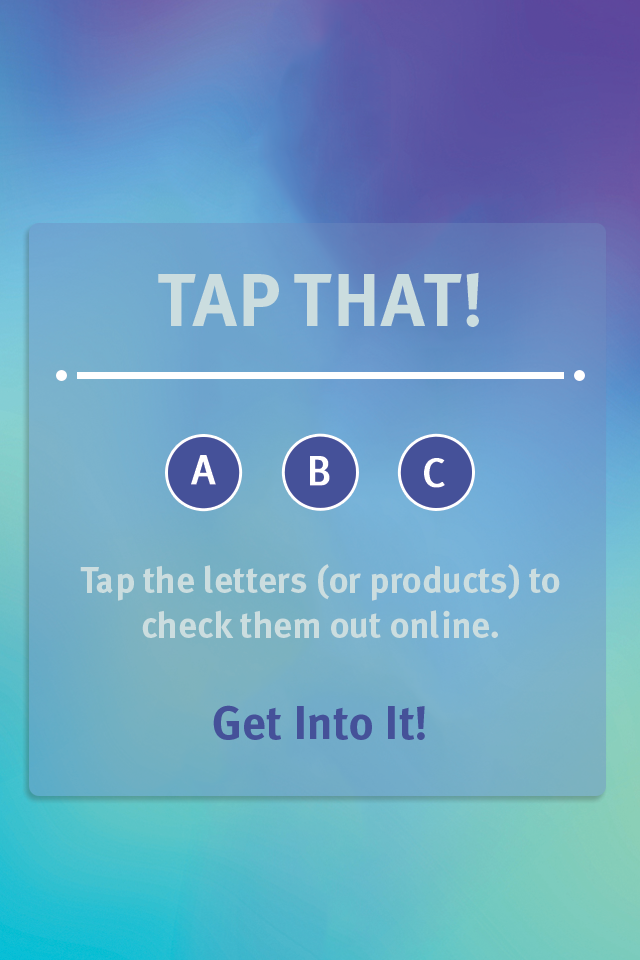 TAP THAT!
A B C
Tap the letters (or products) to
check them out online.
Get Into It!